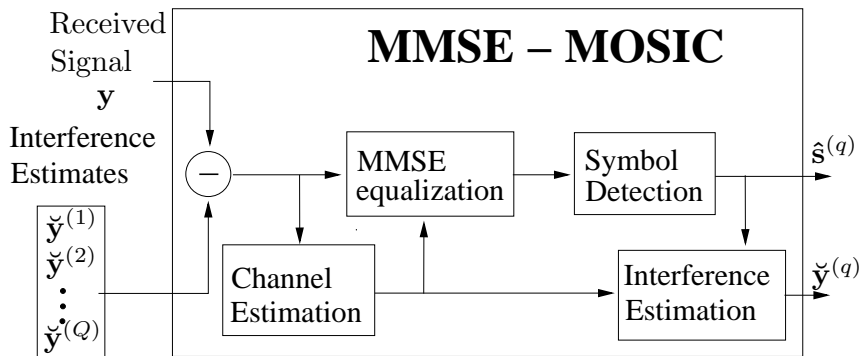 Received
Signal
y
MMSE – MOSIC
Interference
Estimates
−
MMSE
equalization
Symbol
Detection
ŝ^(q)
y̆^(1)
y̆^(2)
⋮
y̆^(Q)
Channel
Estimation
Interference
Estimation
y̆^(q)